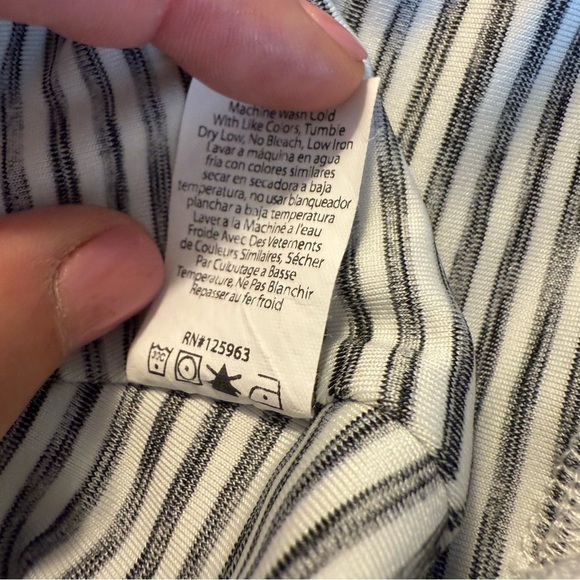 Machine Wash Cold
With Like Colors, Tumble
Dry Low, No Bleach, Low Iron
Lavar a máquina en agua
fria con colores similares
secar en secadora a baja
temperatura, no usar blanqueador
planchar a baja temperatura
Laver a la Machine a l'eau
Froide Avec Des Vetements
de Couleurs Similaires, Sécher
Par Culbutage a Basse
Temperature, Ne Pas Blanchir
Repasser au fer froid
RN#125963
30C